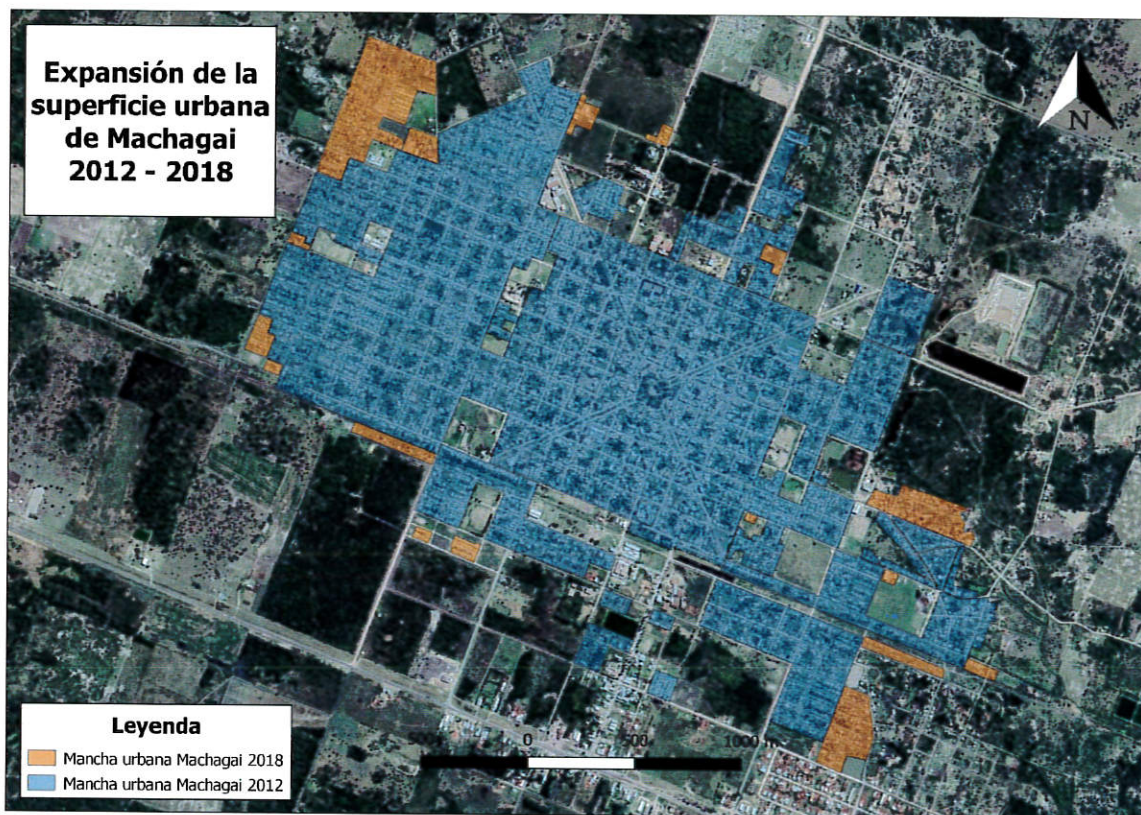 Expansión de la
superficie urbana
de Machagai
2012 - 2018
N
Leyenda
Mancha urbana Machagai 2018
Mancha urbana Machagai 2012
0 500 1000 m